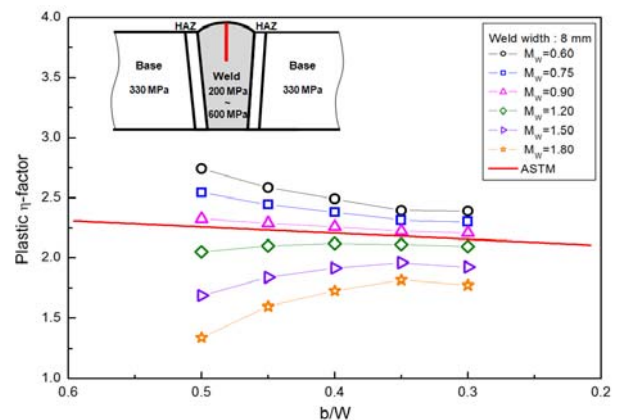 4.0
3.5
3.0
2.5
2.0
1.5
1.0
Plastic η-factor
0.6
0.5
0.4
0.3
0.2
b/W
HAZ
HAZ
Base
330 MPa
Weld
200 MPa
~
600 MPa
Base
330 MPa
Weld width : 8 mm
M_W=0.60
M_W=0.75
M_W=0.90
M_W=1.20
M_W=1.50
M_W=1.80
ASTM